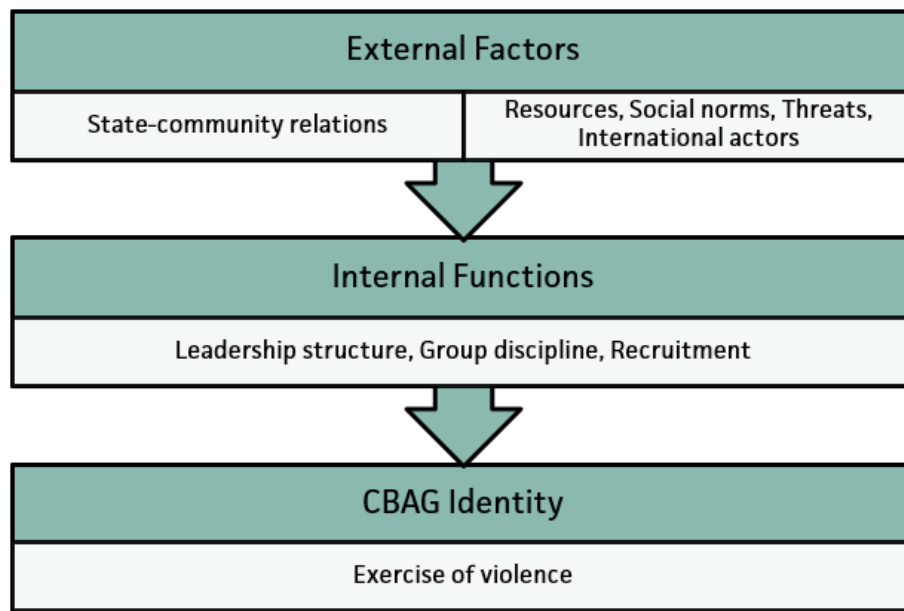 External Factors
State-community relations
Resources, Social norms, Threats,
International actors
Internal Functions
Leadership structure, Group discipline, Recruitment
CBAG Identity
Exercise of violence